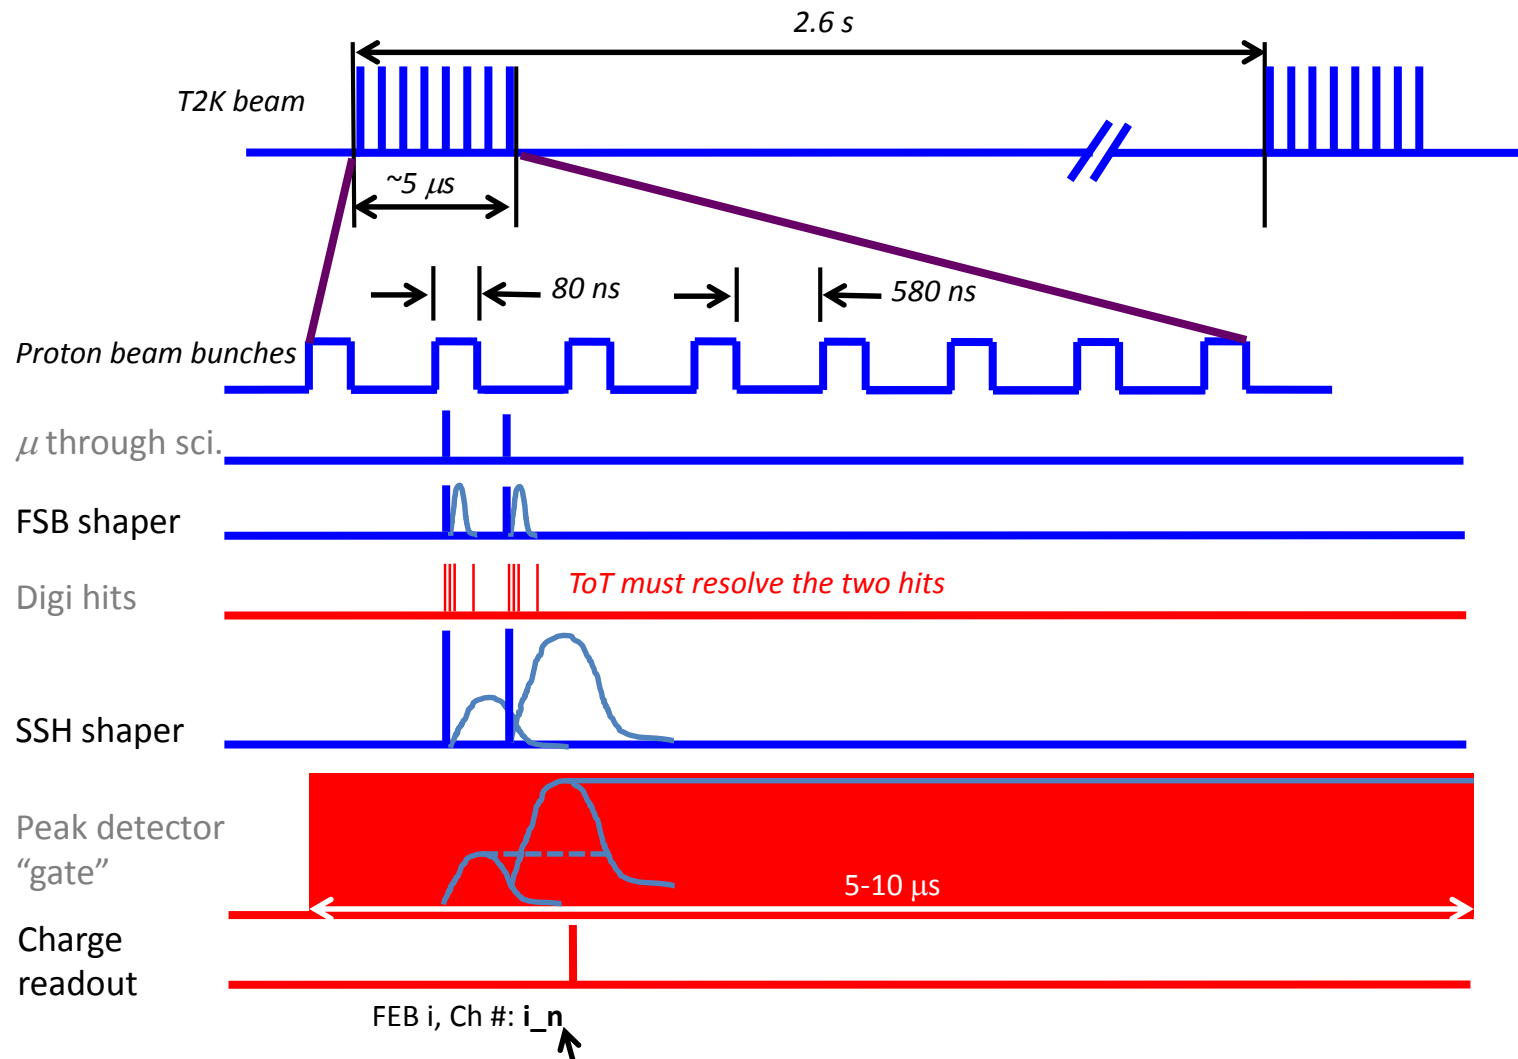 2.6 s
T2K beam
~5 μs
80 ns
580 ns
Proton beam bunches
μ through sci.
FSB shaper
Digi hits
ToT must resolve the two hits
SSH shaper
Peak detector
“gate”
5-10 μs
Charge
readout
FEB i, Ch #: i_n